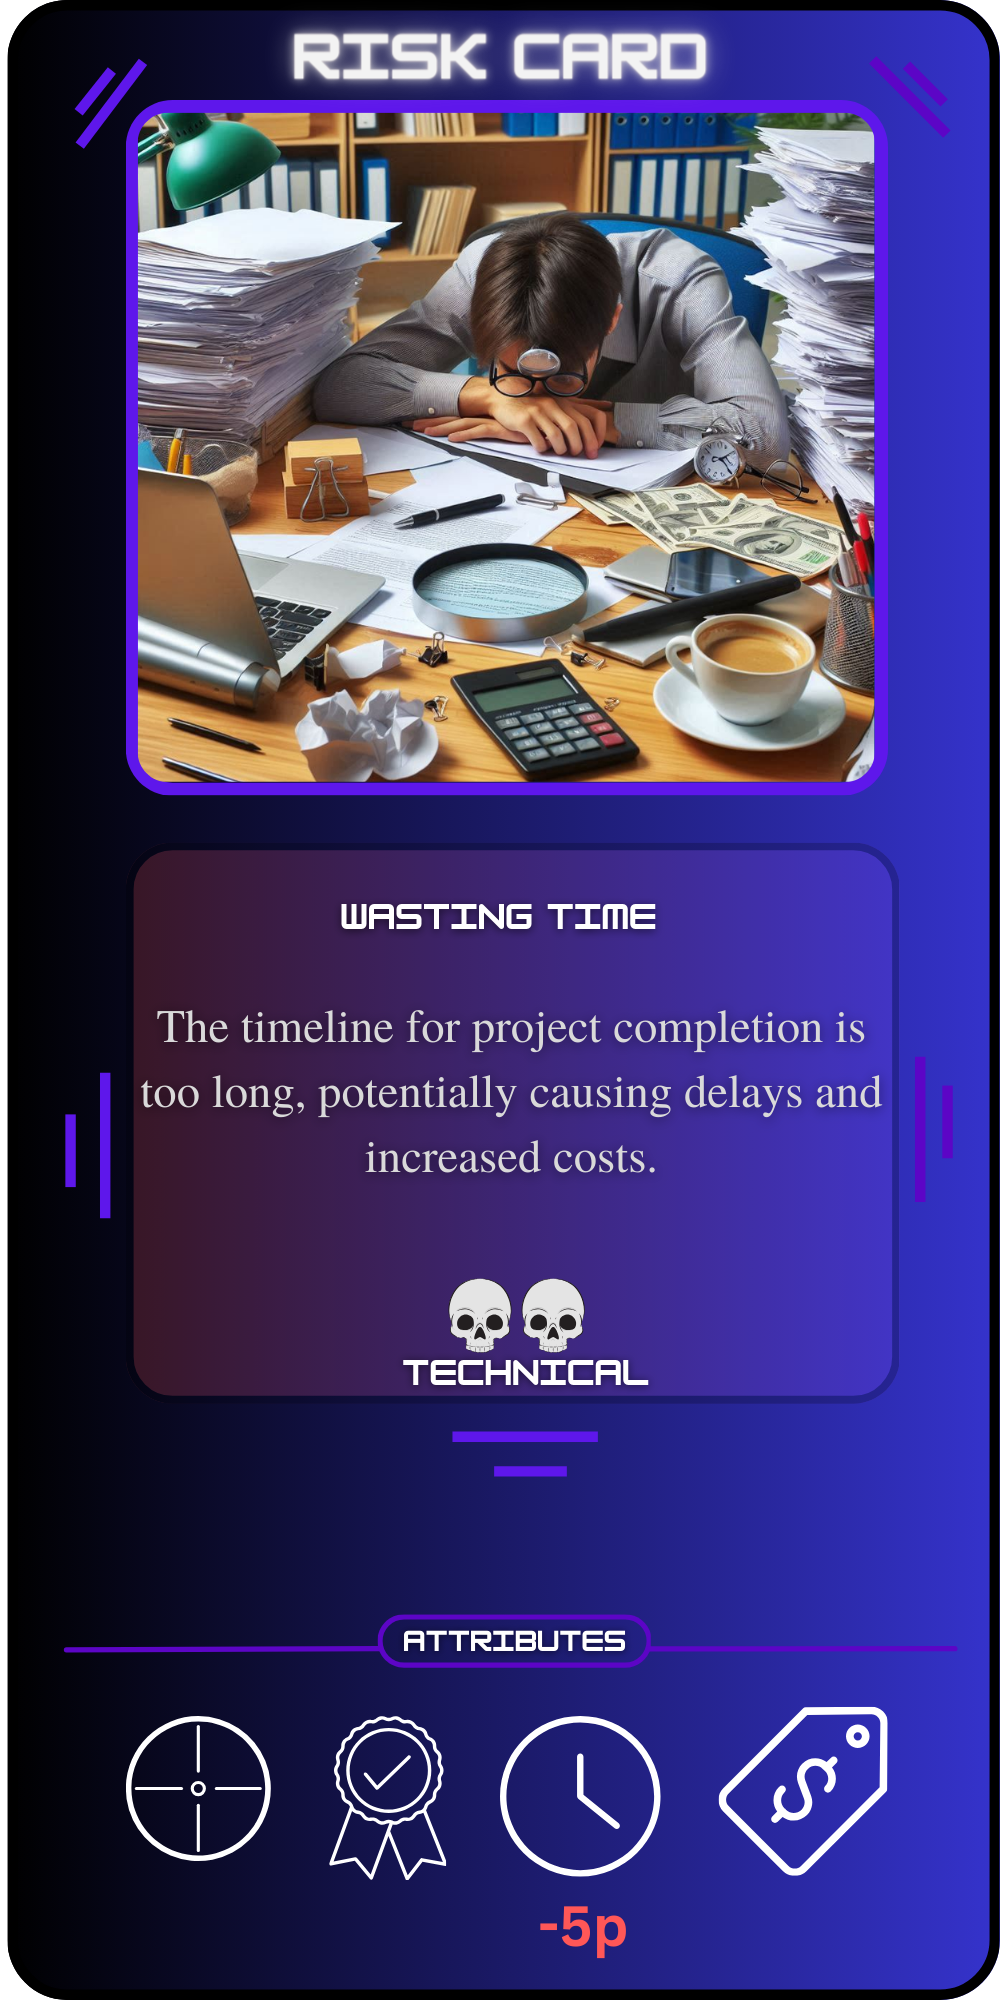 RISK CARD
WASTING TIME
The timeline for project completion is
too long, potentially causing delays and
increased costs.
TECHNICAL
ATTRIBUTES
-5p